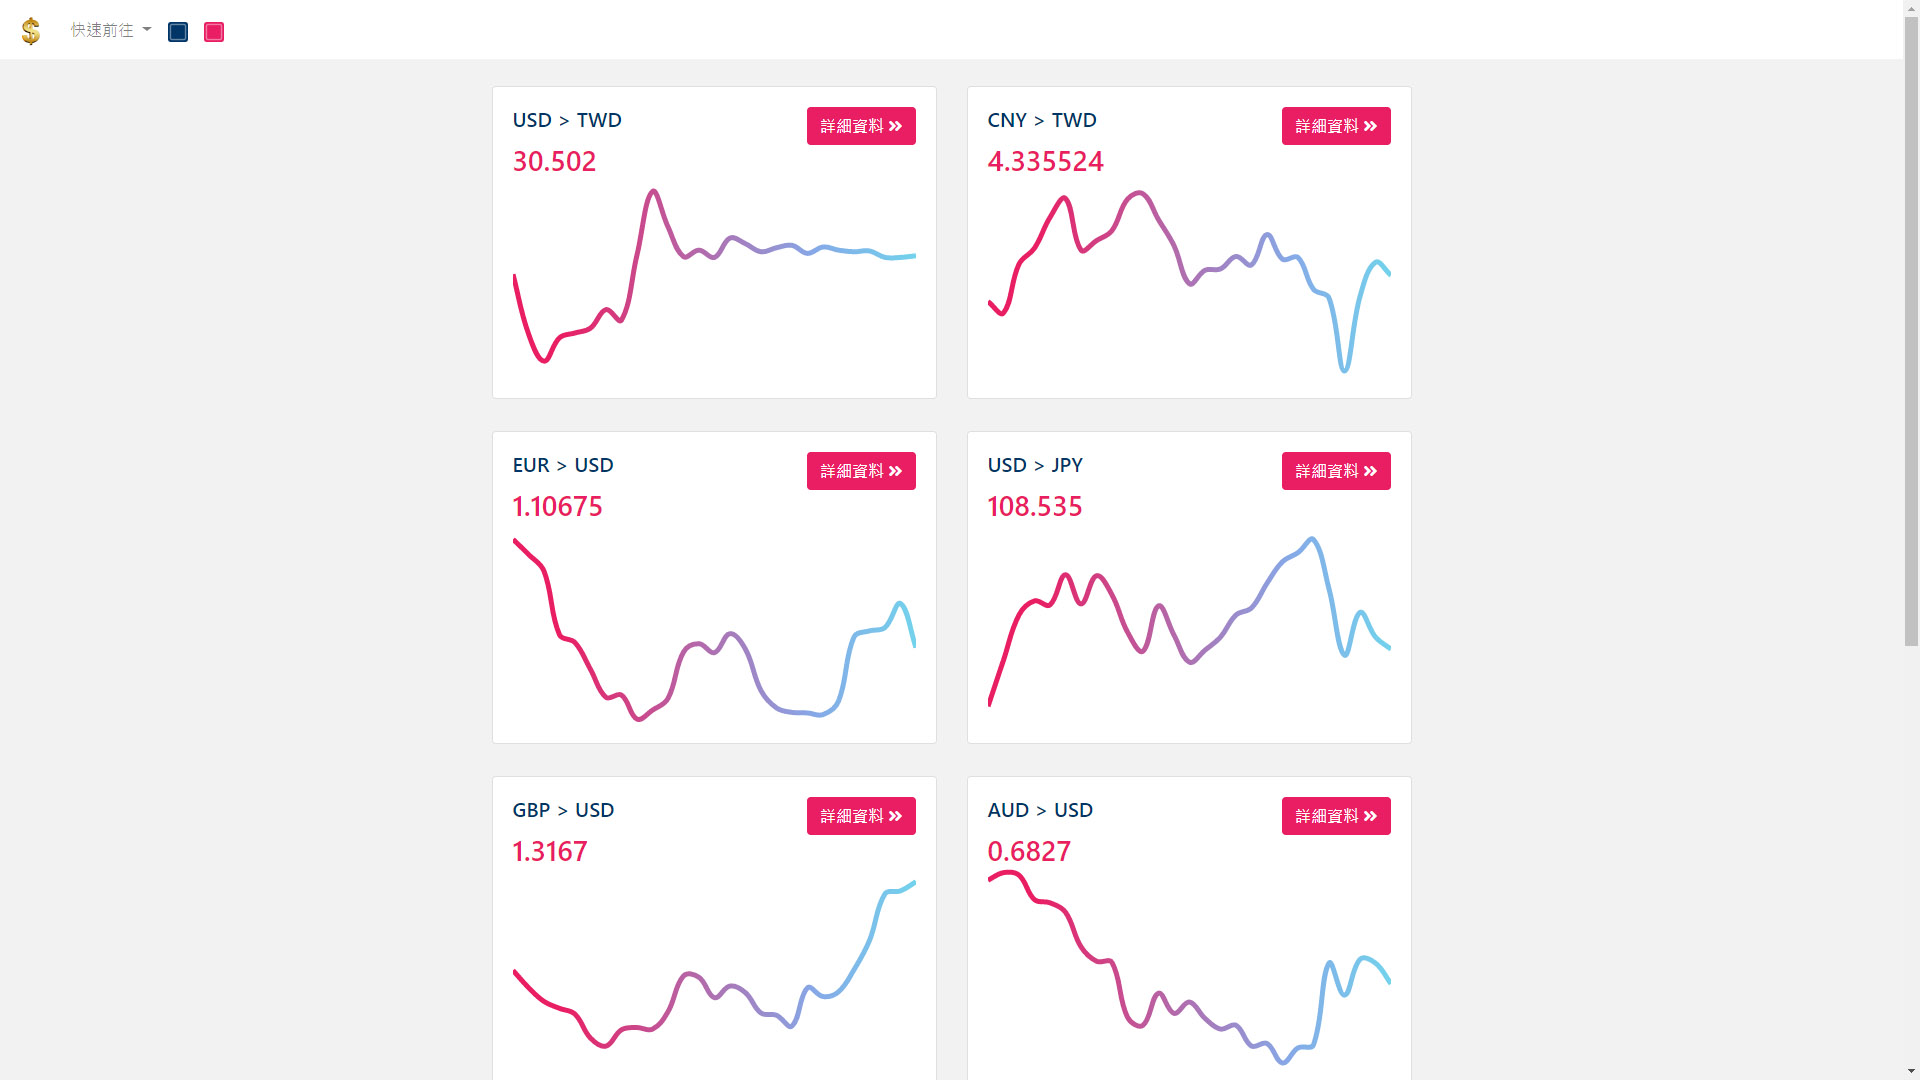 快速前往
USD > TWD
詳細資料
30.502
CNY > TWD
詳細資料
4.335524
EUR > USD
詳細資料
1.10675
USD > JPY
詳細資料
108.535
GBP > USD
詳細資料
1.3167
AUD > USD
詳細資料
0.6827